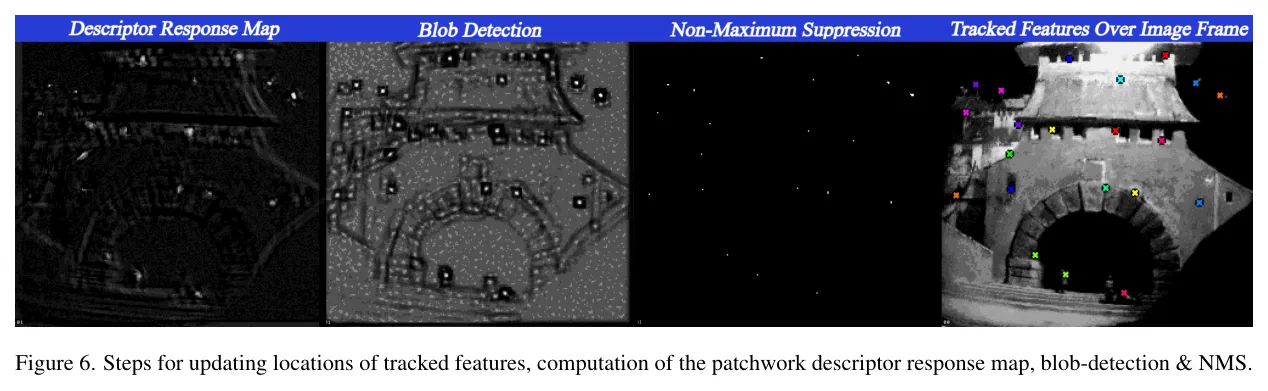 Descriptor Response Map
Blob Detection
Non-Maximum Suppression
Tracked Features Over Image Frame
Figure 6. Steps for updating locations of tracked features, computation of the patchwork descriptor response map, blob-detection & NMS.